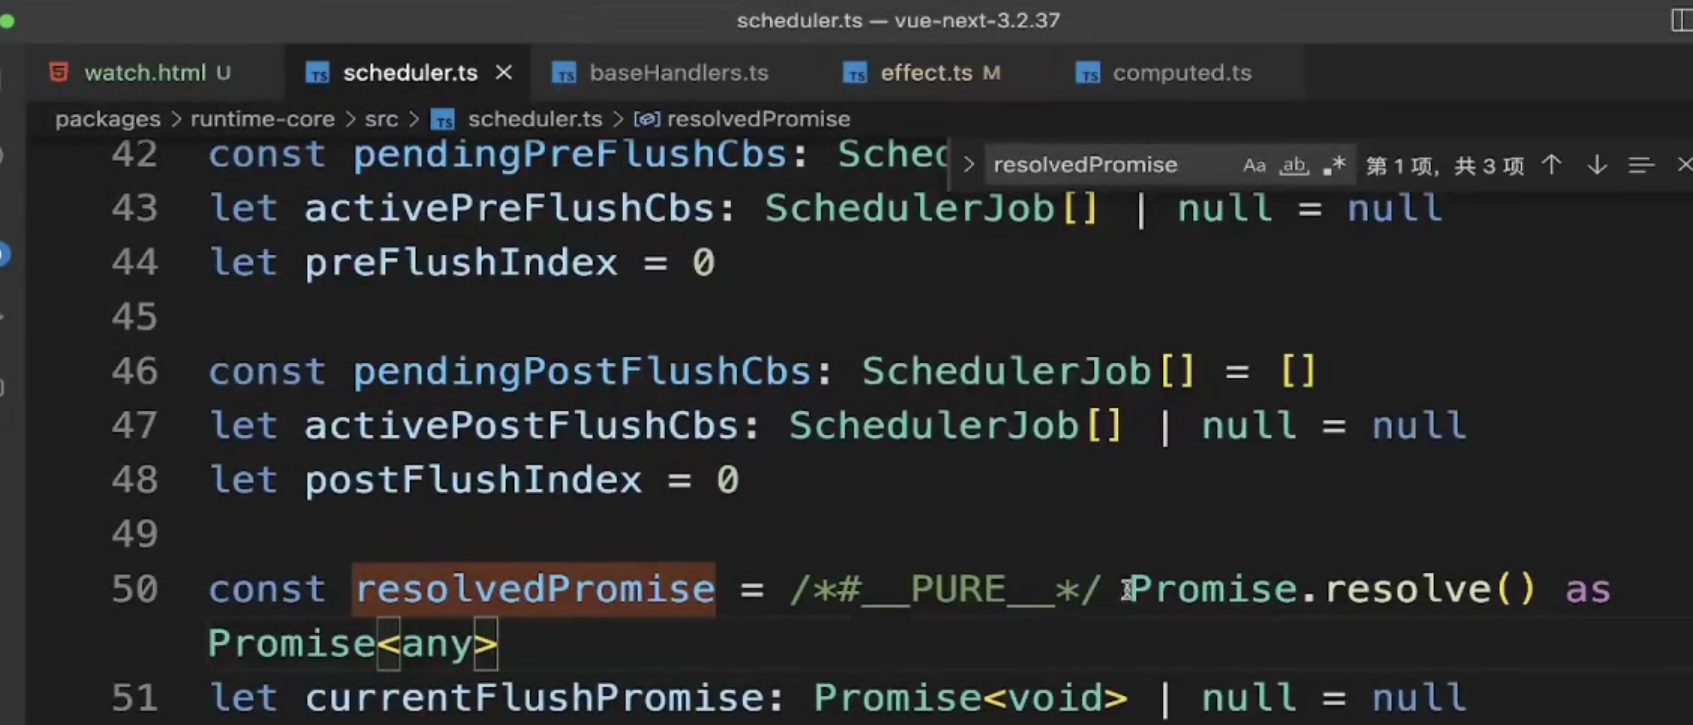 scheduler.ts — vue-next-3.2.37
watch.html U scheduler.ts baseHandlers.ts effect.ts M computed.ts
packages > runtime-core > src > TS scheduler.ts > resolvedPromise
resolvedPromise Aa ab .* 第 1 项, 共 3 项
42 const pendingPreFlushCbs: Sched
43 let activePreFlushCbs: SchedulerJob[] | null = null
44 let preFlushIndex = 0
45
46 const pendingPostFlushCbs: SchedulerJob[] = []
47 let activePostFlushCbs: SchedulerJob[] | null = null
48 let postFlushIndex = 0
49
50 const resolvedPromise = /*#__PURE__*/ Promise.resolve() as
Promise<any>
51 let currentFlushPromise: Promise<void> | null = null